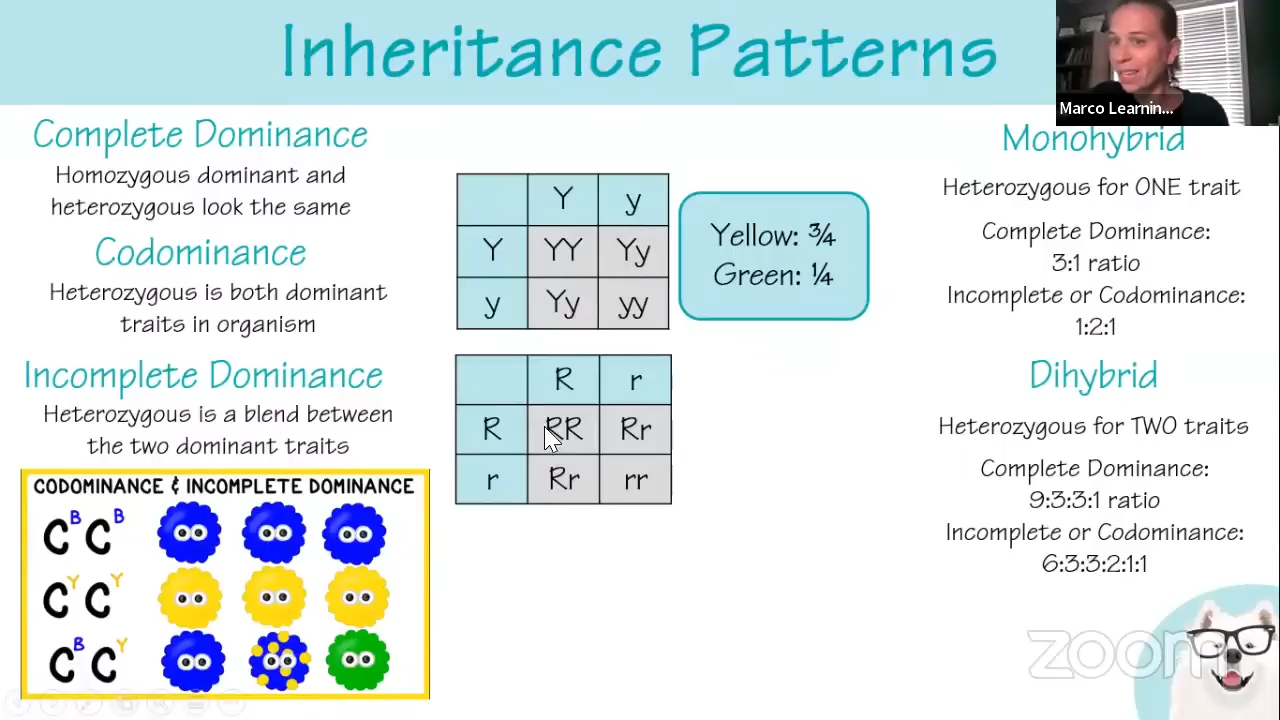 Inheritance Patterns
Marco Learnin...
Complete Dominance
Homozygous dominant and
heterozygous look the same
Codominance
Heterozygous is both dominant
traits in organism
Incomplete Dominance
Heterozygous is a blend between
the two dominant traits
CODOMINANCE & INCOMPLETE DOMINANCE
C^B C^B
C^Y C^Y
C^B C^Y
Y y
Y YY Yy
y Yy yy
Yellow: ¾
Green: ¼
R r
R RR Rr
r Rr rr
Monohybrid
Heterozygous for ONE trait
Complete Dominance:
3:1 ratio
Incomplete or Codominance:
1:2:1
Dihybrid
Heterozygous for TWO traits
Complete Dominance:
9:3:3:1 ratio
Incomplete or Codominance:
6:3:3:2:1:1
zoom